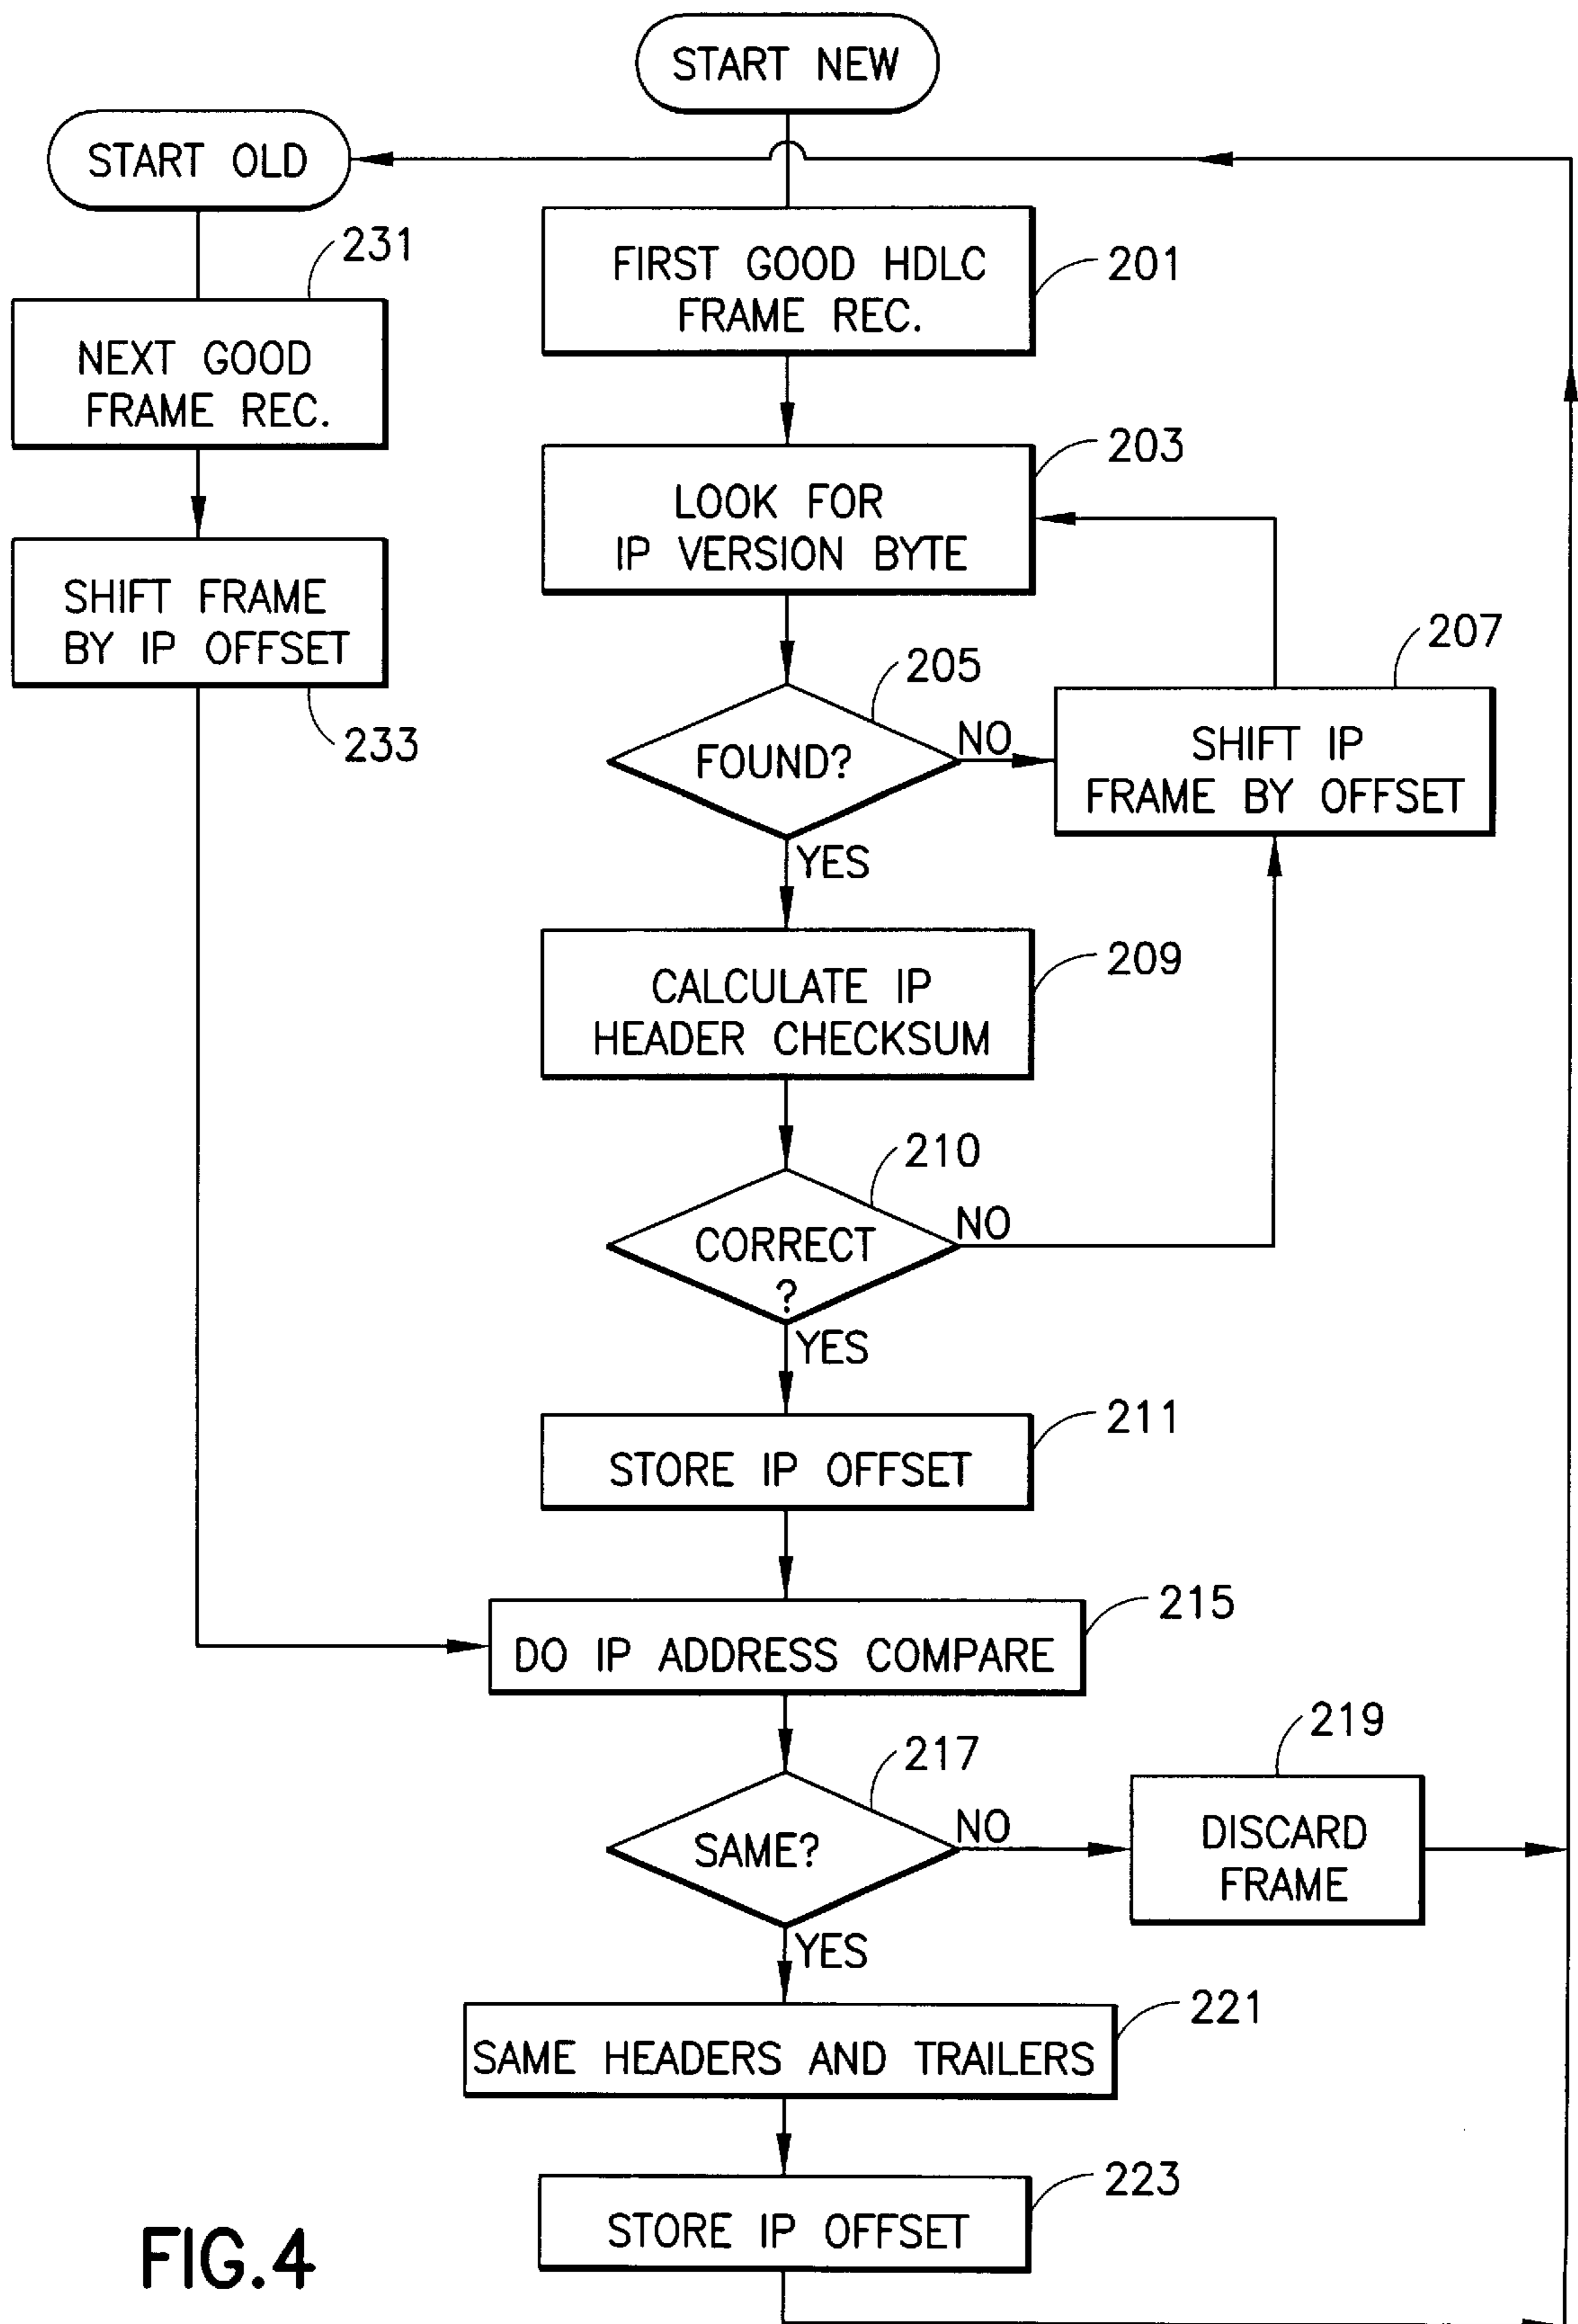 START NEW
START OLD
231
FIRST GOOD HDLC
FRAME REC.
201
NEXT GOOD
FRAME REC.
203
LOOK FOR
IP VERSION BYTE
SHIFT FRAME
BY IP OFFSET
233
205
207
FOUND?
NO
SHIFT IP
FRAME BY OFFSET
YES
209
CALCULATE IP
HEADER CHECKSUM
210
CORRECT
?
NO
YES
211
STORE IP OFFSET
215
DO IP ADDRESS COMPARE
217
219
SAME?
NO
DISCARD
FRAME
YES
221
SAME HEADERS AND TRAILERS
223
STORE IP OFFSET
FIG.4